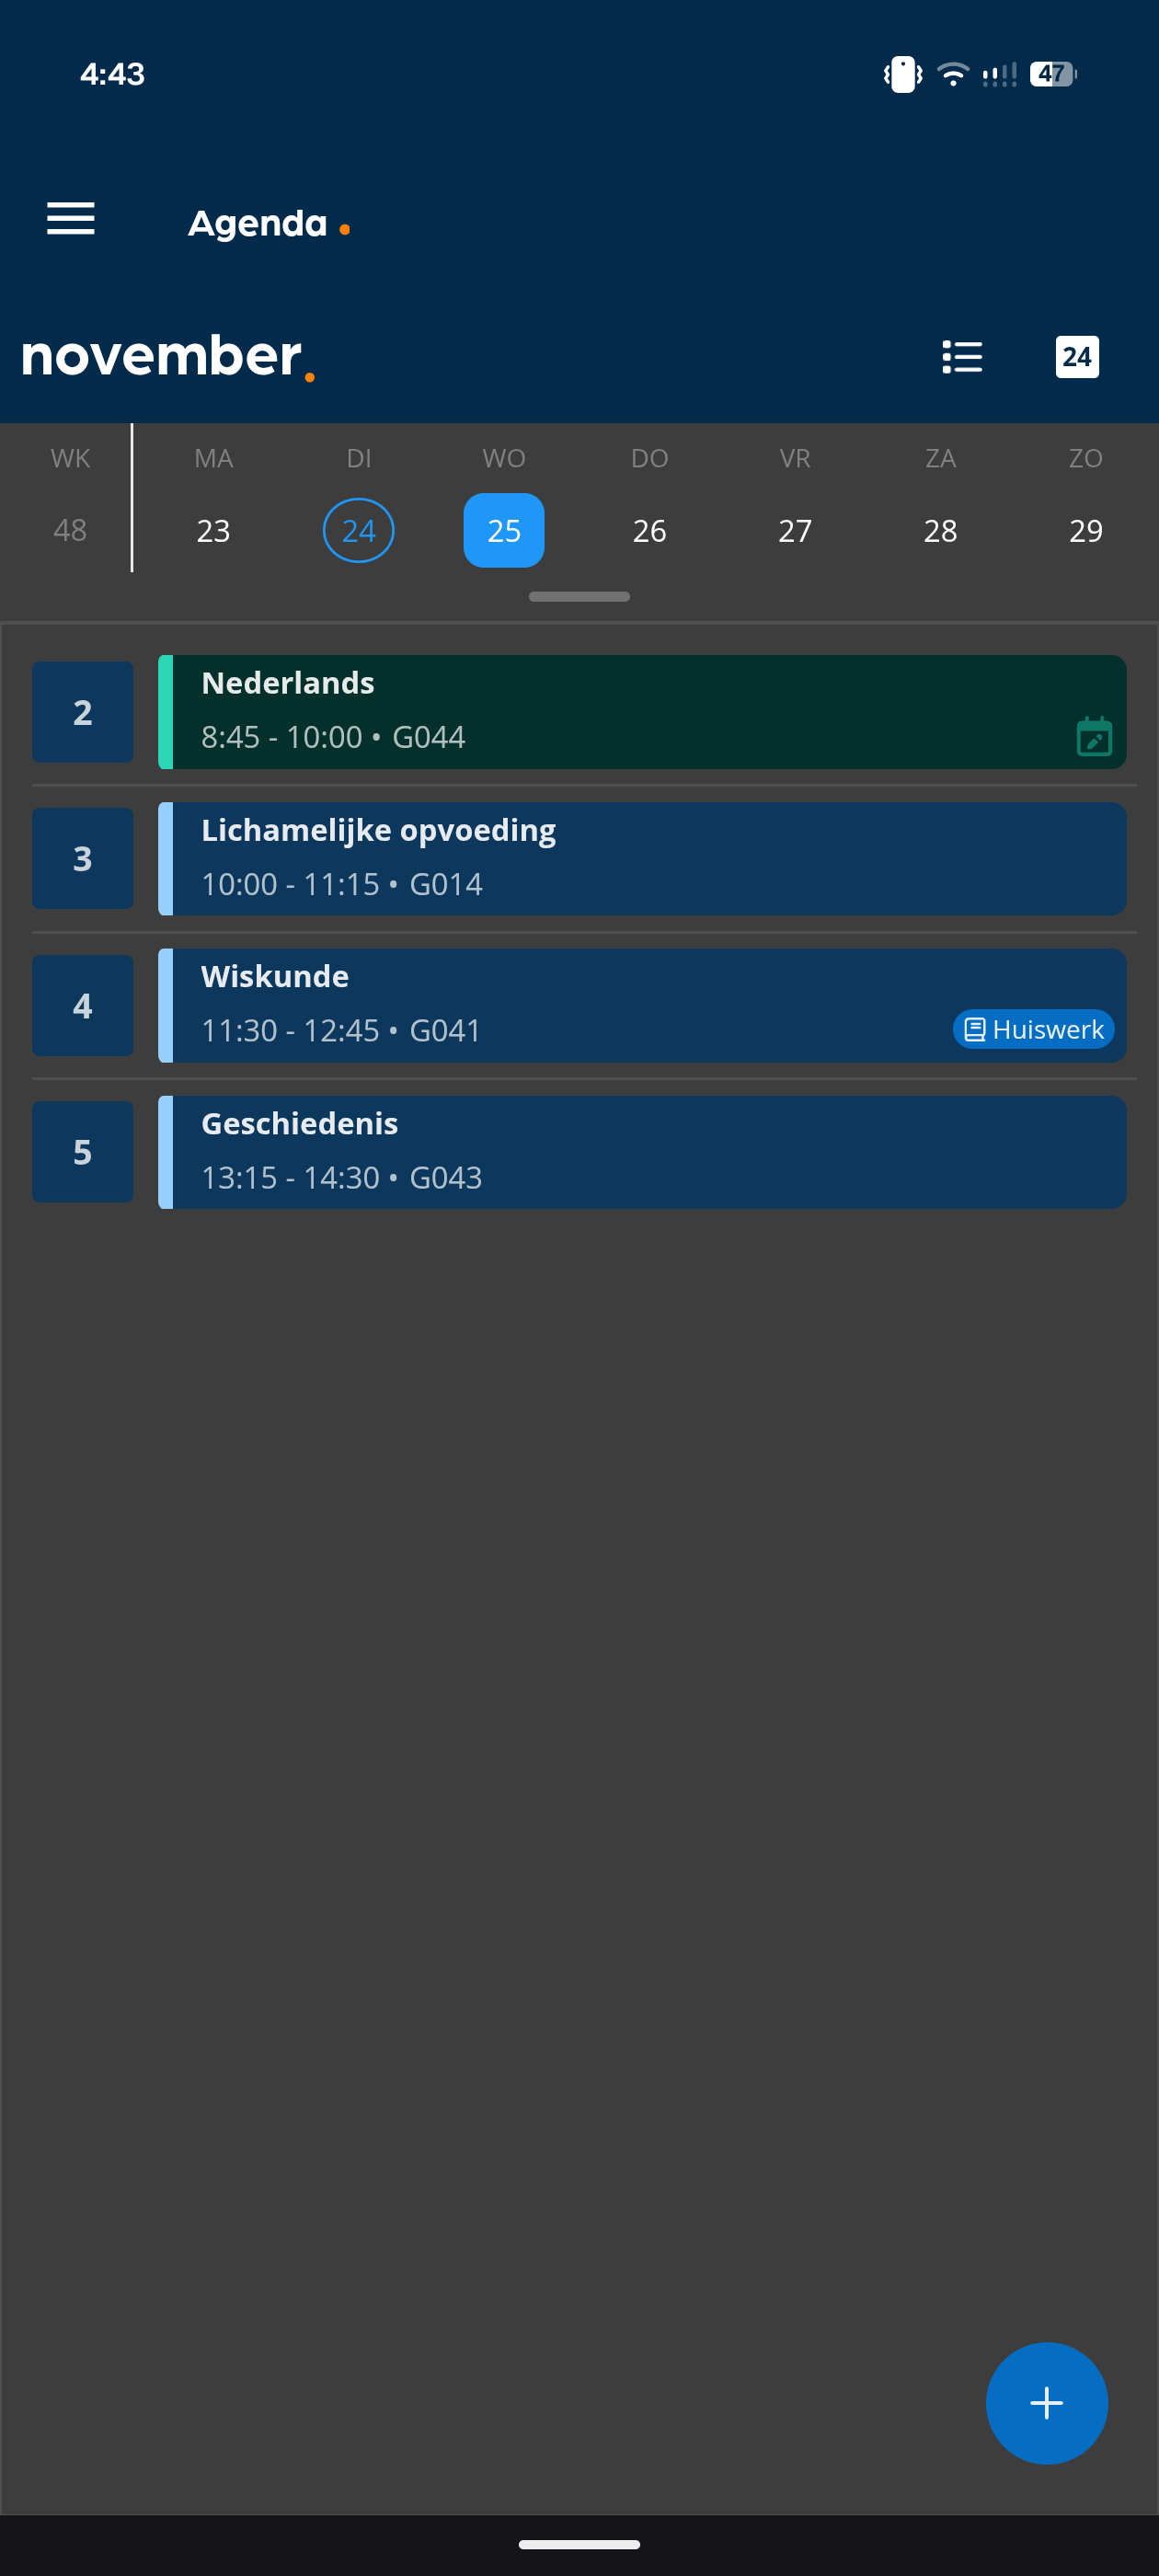 4:43
47
Agenda
november.
24
WK MA DI WO DO VR ZA ZO
48 23 24 25 26 27 28 29
2
Nederlands
8:45 - 10:00 • G044
3
Lichamelijke opvoeding
10:00 - 11:15 • G014
4
Wiskunde
11:30 - 12:45 • G041
Huiswerk
5
Geschiedenis
13:15 - 14:30 • G043